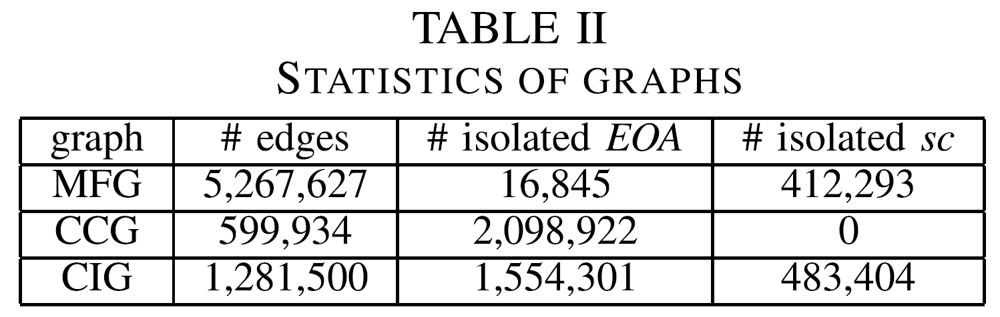 TABLE II
STATISTICS OF GRAPHS
graph # edges # isolated EOA # isolated sc
MFG 5,267,627 16,845 412,293
CCG 599,934 2,098,922 0
CIG 1,281,500 1,554,301 483,404